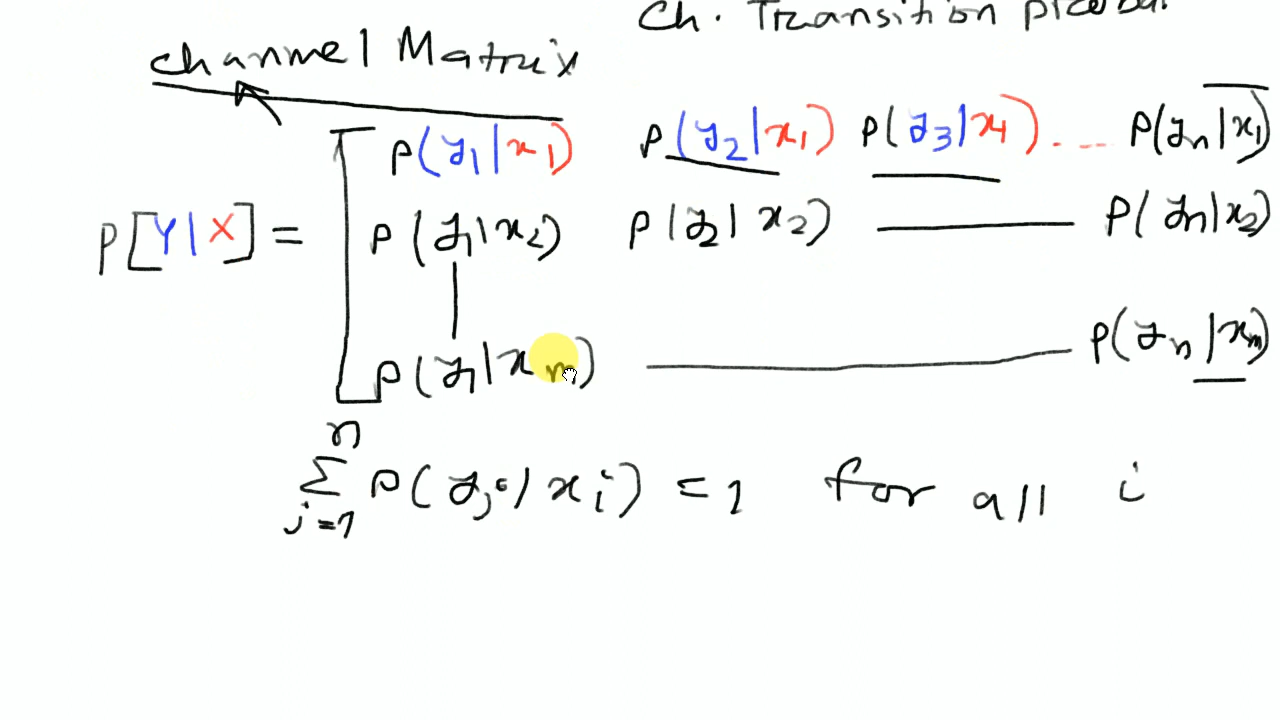 Ch. Transition
channel Matrix
P[Y|X] = [ P(y1|x1) P(y2|x1) P(y3|x1) .... P(yn|x1)
P(y1|x2) P(y2|x2) —— P(yn|x2)
P(y1|xm) —— P(yn|xm)
n
Σ P(yj/xi) = 1 for all i
j=1